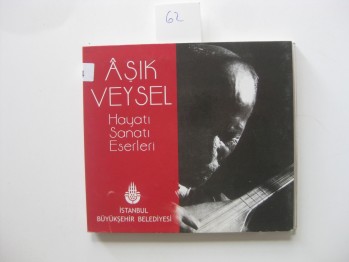 62
ÂŞIK
VEYSEL
Hayatı
Sanatı
Eserleri
İSTANBUL
BÜYÜKŞEHİR BELEDİYESİ